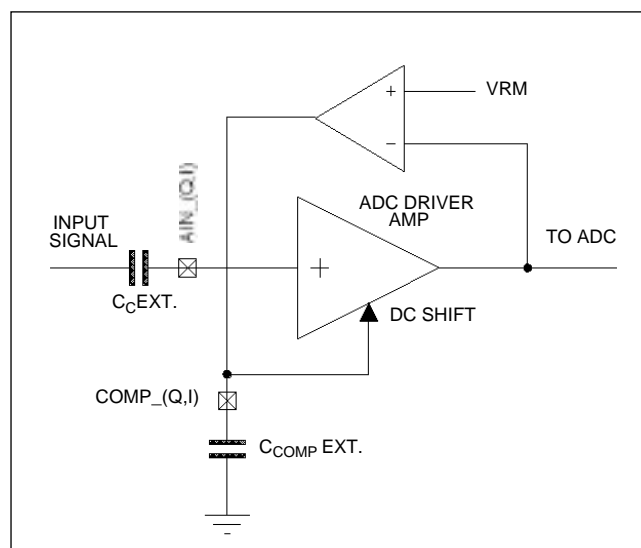 VRM
+
−
ADC DRIVER
AMP
AIN_(Q,I)
INPUT
SIGNAL
+
TO ADC
CCEXT.
DC SHIFT
COMP_(Q,I)
CCOMP EXT.